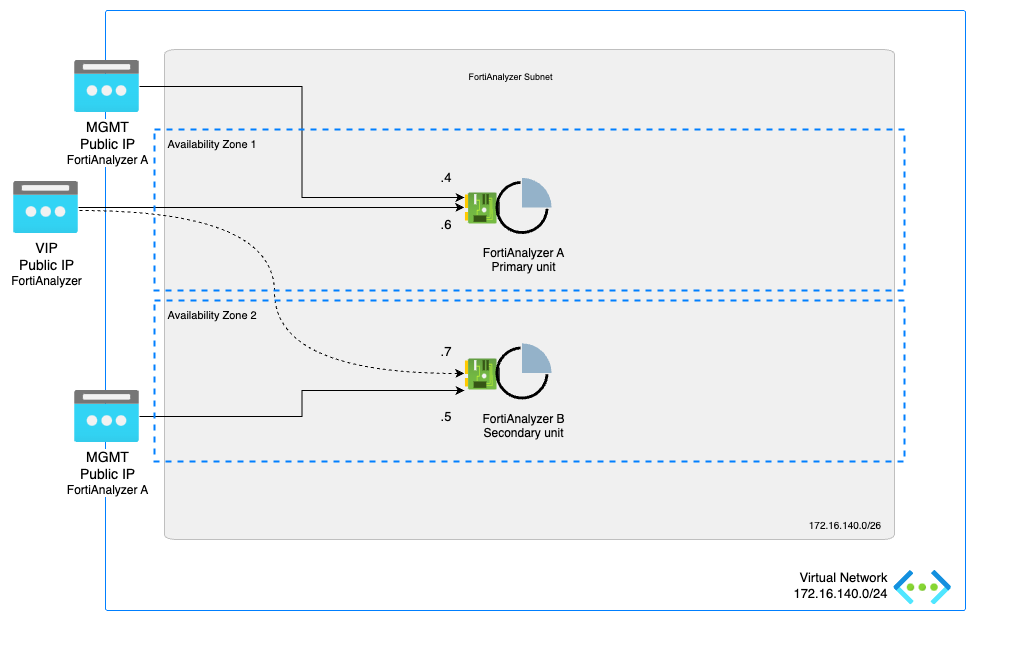 FortiAnalyzer Subnet
MGMT
Public IP
FortiAnalyzer A
Availability Zone 1
.4
.6
VIP
Public IP
FortiAnalyzer
FortiAnalyzer A
Primary unit
Availability Zone 2
.7
.5
FortiAnalyzer B
Secondary unit
MGMT
Public IP
FortiAnalyzer A
172.16.140.0/26
Virtual Network
172.16.140.0/24